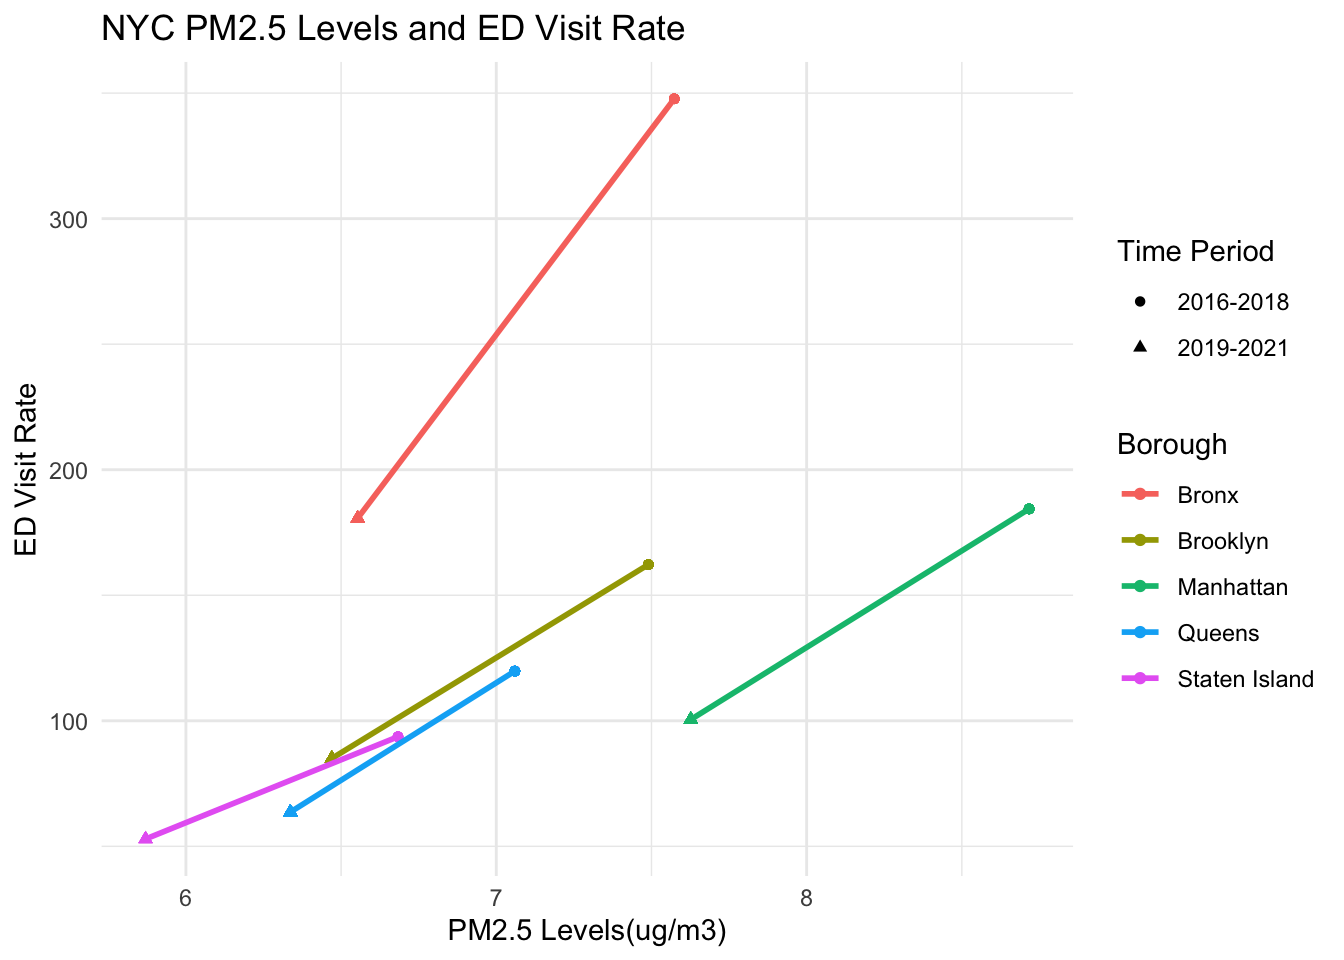 NYC PM2.5 Levels and ED Visit Rate
300
200
100
ED Visit Rate
6
7
8
PM2.5 Levels(ug/m3)
Time Period
2016-2018
2019-2021
Borough
Bronx
Brooklyn
Manhattan
Queens
Staten Island